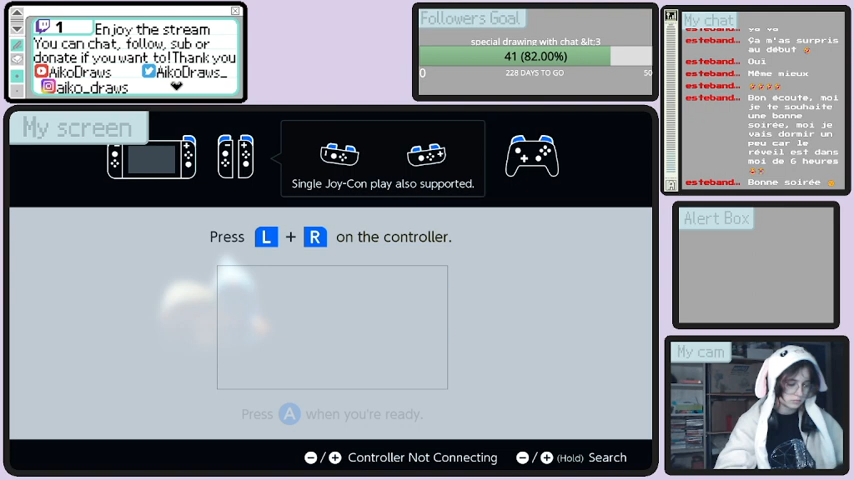 1
Enjoy the stream
You can chat, follow, sub or
donate if you want to!Thank you
AikoDraws
AikoDraws_
aiko_draws
Followers Goal
special drawing with chat &lt;3
41 (82.00%)
0
228 DAYS TO GO
My chat
esteband…
Ça m'as surpris
au début
esteband… Oui
esteband… Même mieux
esteband…
esteband… Bon écoute, moi
je te souhaite
une bonne
soirée, moi je
vais dormir un
peu car le
réveil est dans
moi de 6 heures
esteband… Bonne soirée
My screen
Single Joy-Con play also supported.
Press L + R on the controller.
Press A when you're ready.
Controller Not Connecting
(Hold) Search
Alert Box
My cam